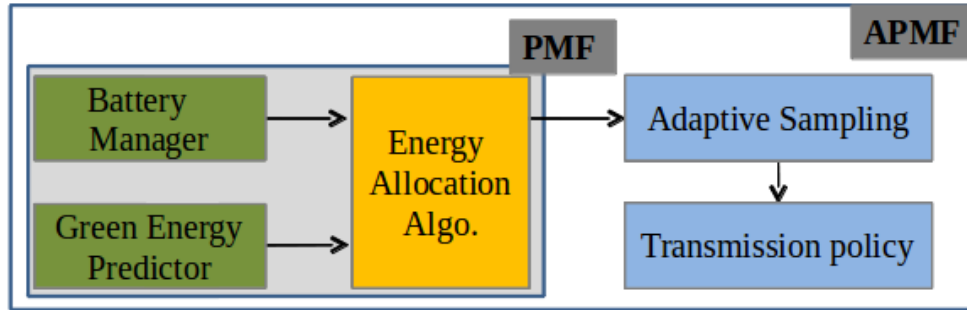 APMF
PMF
Battery
Manager
Energy
Allocation
Algo.
Green Energy
Predictor
Adaptive Sampling
Transmission policy